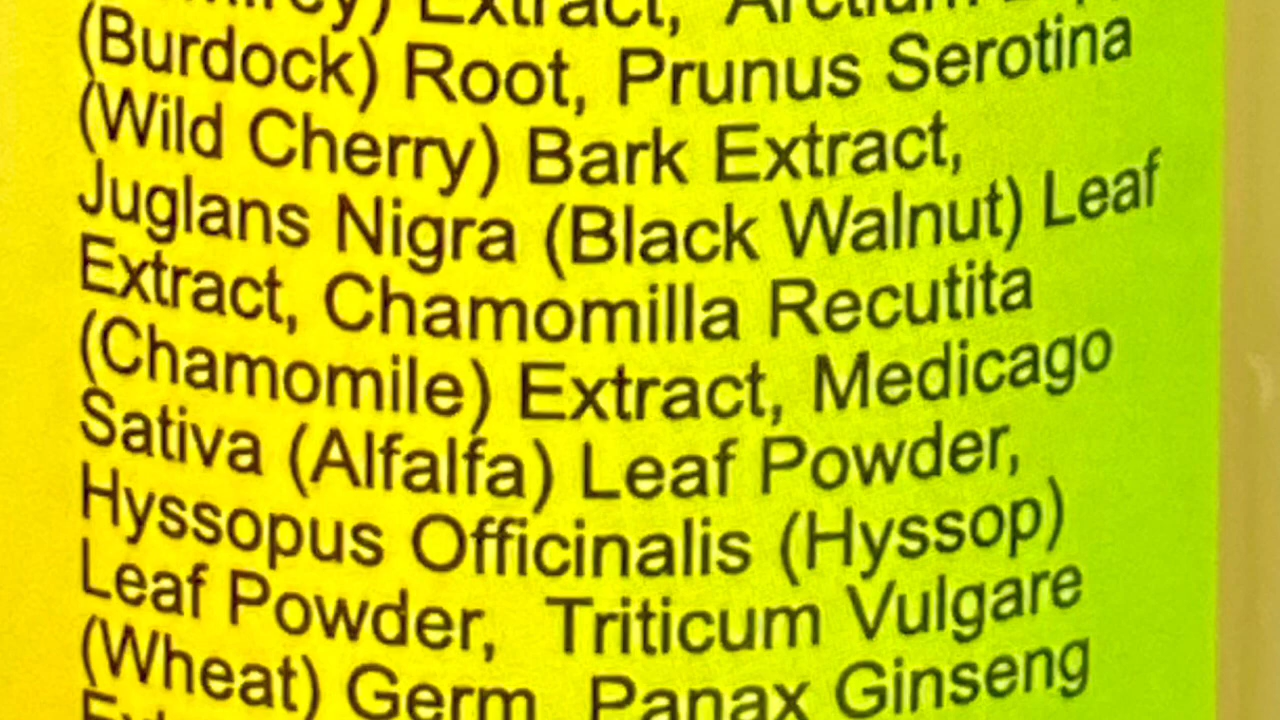 Extract,
(Burdock) Root, Prunus Serotina
(Wild Cherry) Bark Extract,
Juglans Nigra (Black Walnut) Leaf
Extract, Chamomilla Recutita
(Chamomile) Extract, Medicago
Sativa (Alfalfa) Leaf Powder,
Hyssopus Officinalis (Hyssop)
Leaf Powder, Triticum Vulgare
(Wheat) Germ Panax Ginseng